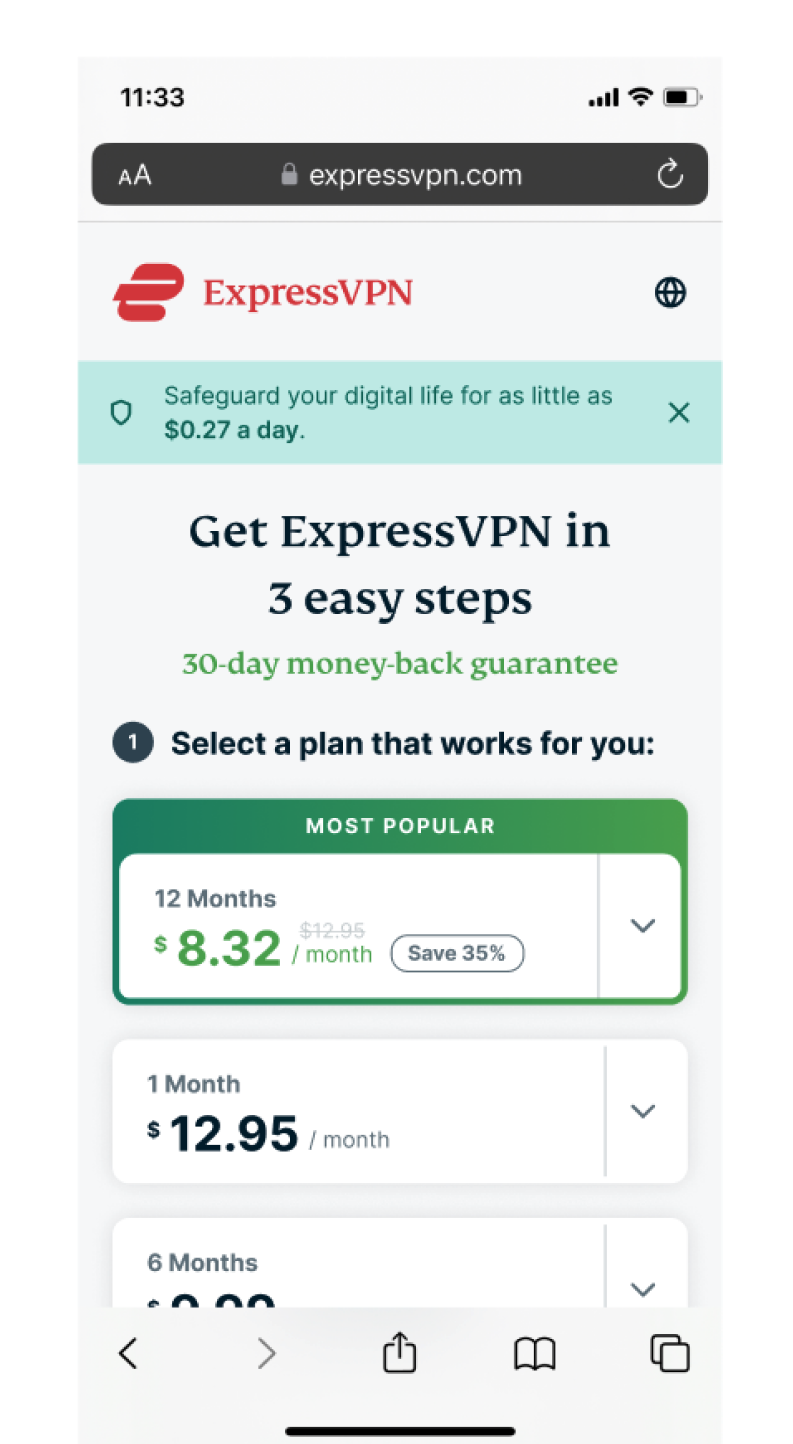 11:33
AA expressvpn.com
ExpressVPN
Safeguard your digital life for as little as
$0.27 a day.
Get ExpressVPN in
3 easy steps
30-day money-back guarantee
1 Select a plan that works for you:
MOST POPULAR
12 Months
$12.95
$ 8.32 / month Save 35%
1 Month
$ 12.95 / month
6 Months